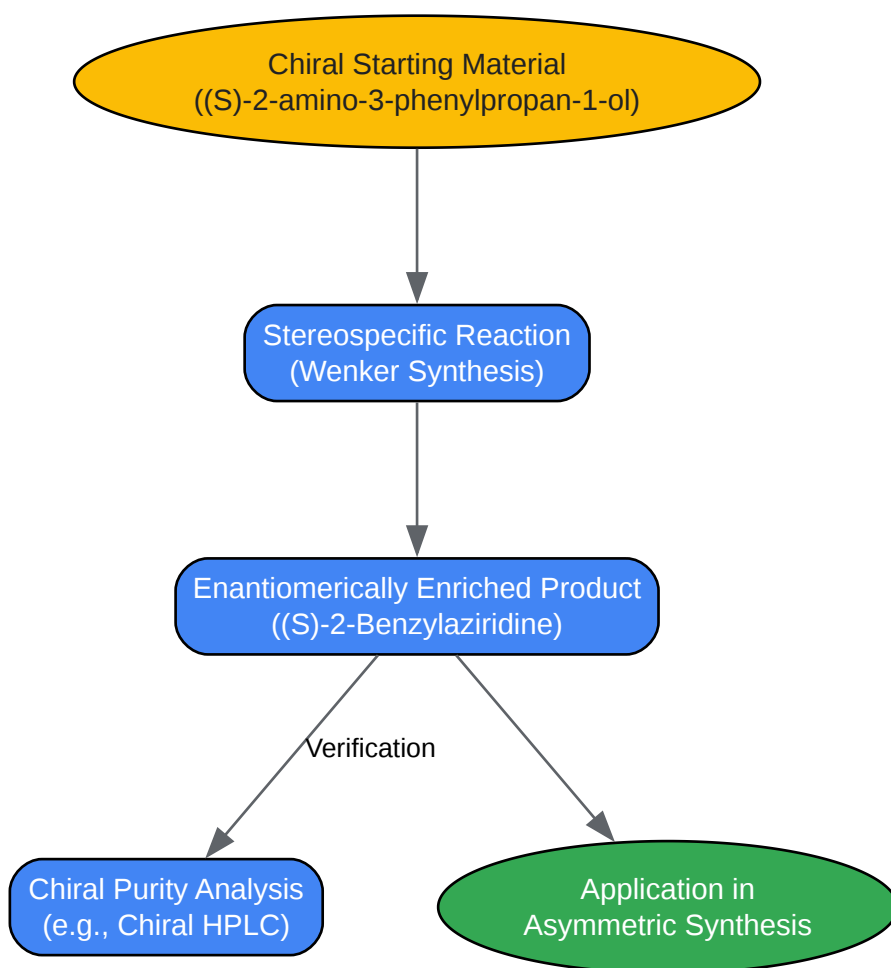 Chiral Starting Material
((S)-2-amino-3-phenylpropan-1-ol)
Stereospecific Reaction
(Wenker Synthesis)
Enantiomerically Enriched Product
((S)-2-Benzylaziridine)
Verification
Chiral Purity Analysis
(e.g., Chiral HPLC)
Application in
Asymmetric Synthesis